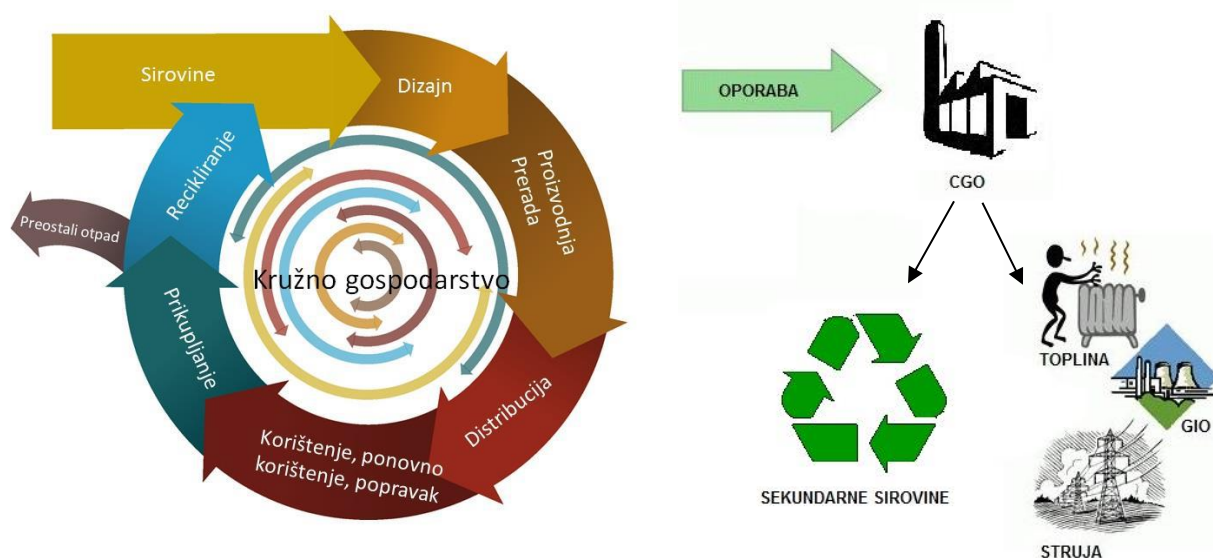 Sirovine
Dizajn
Proizvodnja
Prerada
Distribucija
Korištenje, ponovno
korištenje, popravak
Prikupljanje
Recikliranje
Preostali otpad
Kružno gospodarstvo
OPORABA
CGO
SEKUNDARNE SIROVINE
TOPLINA
GIO
STRUJA